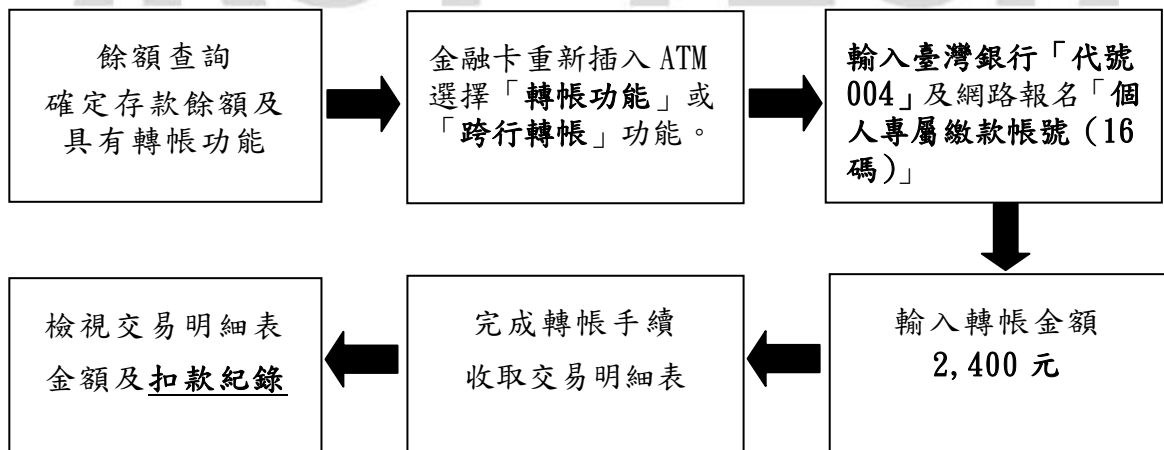 餘額查詢
確定存款餘額及
具有轉帳功能
金融卡重新插入 ATM
選擇「轉帳功能」或
「跨行轉帳」功能。
輸入臺灣銀行「代號
004」及網路報名「個
人專屬繳款帳號（16
碼）」
輸入轉帳金額
2,400 元
完成轉帳手續
收取交易明細表
檢視交易明細表
金額及扣款紀錄